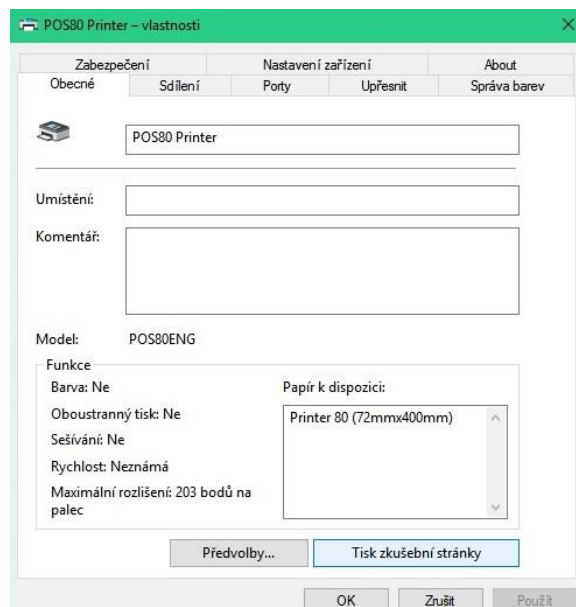 POS80 Printer – vlastnosti
Zabezpečení Nastavení zařízení About
Obecné Sdílení Porty Upřesnit Správa barev
POS80 Printer
Umístění:
Komentář:
Model: POS80ENG
Funkce
Barva: Ne Papír k dispozici:
Oboustranný tisk: Ne Printer 80 (72mmx400mm)
Sešívání: Ne
Rychlost: Neznámá
Maximální rozlišení: 203 bodů na
palec
Předvolby... Tisk zkušební stránky
OK Zrušit Použít